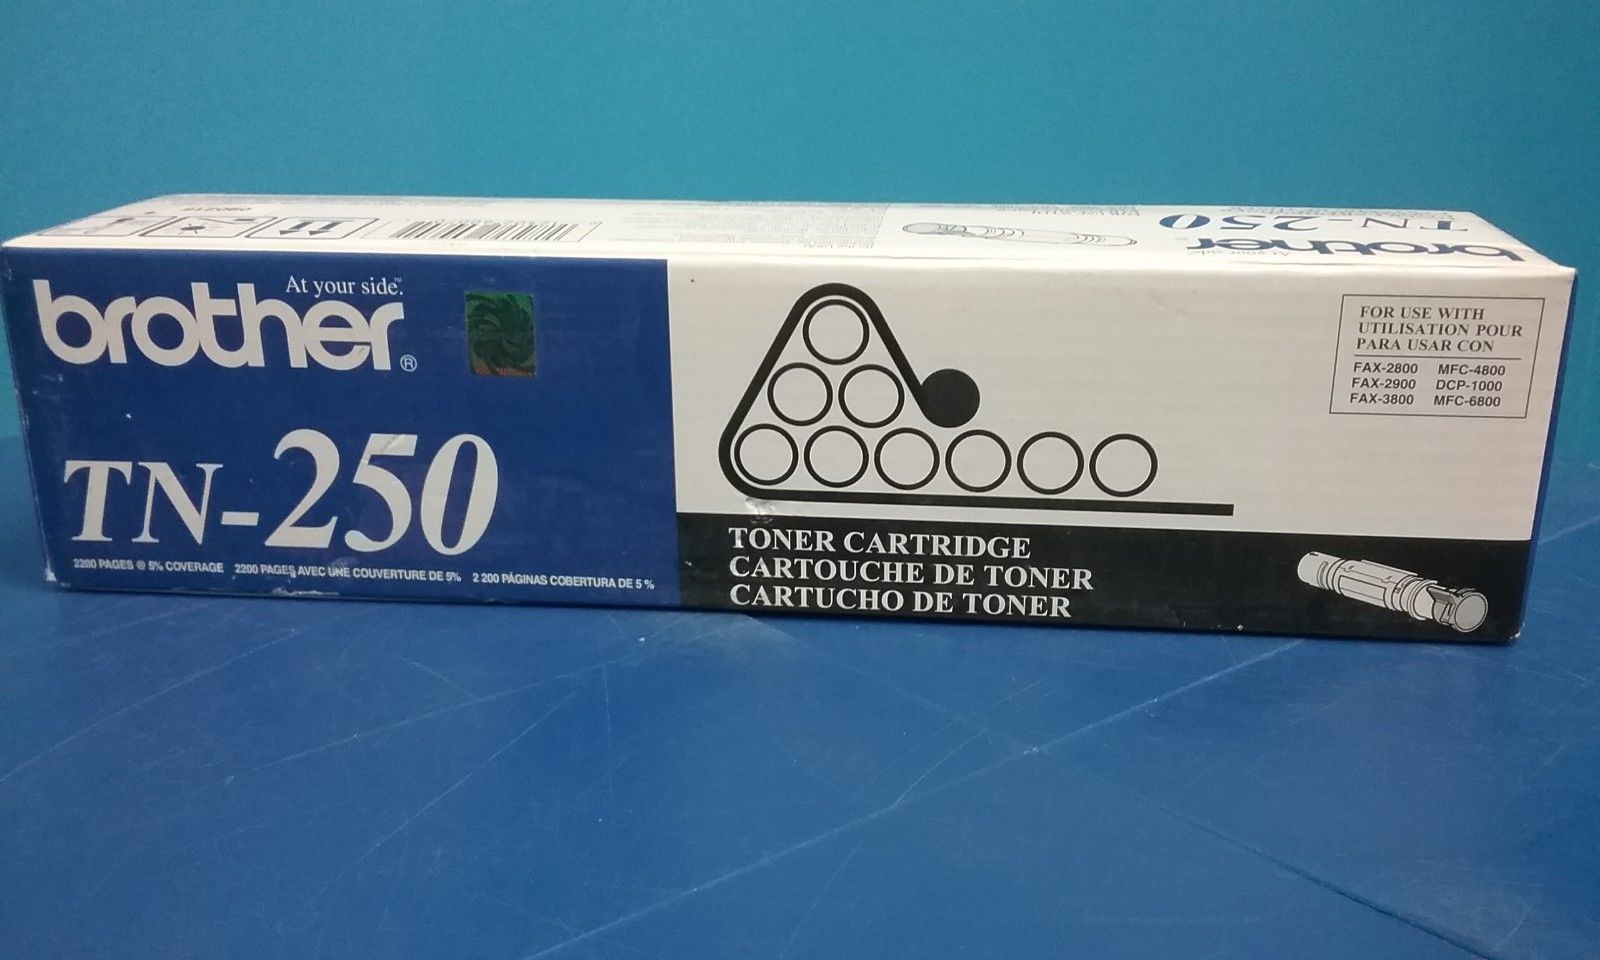 At your side.™
brother®
TN-250
2200 PAGES @ 5% COVERAGE 2200 PAGES AVEC UNE COUVERTURE DE 5% 2 200 PÁGINAS COBERTURA DE 5 %
FOR USE WITH
UTILISATION POUR
PARA USAR CON
FAX-2800 MFC-4800
FAX-2900 DCP-1000
FAX-3800 MFC-6800
TONER CARTRIDGE
CARTOUCHE DE TONER
CARTUCHO DE TONER
TN-250
brother
At your side